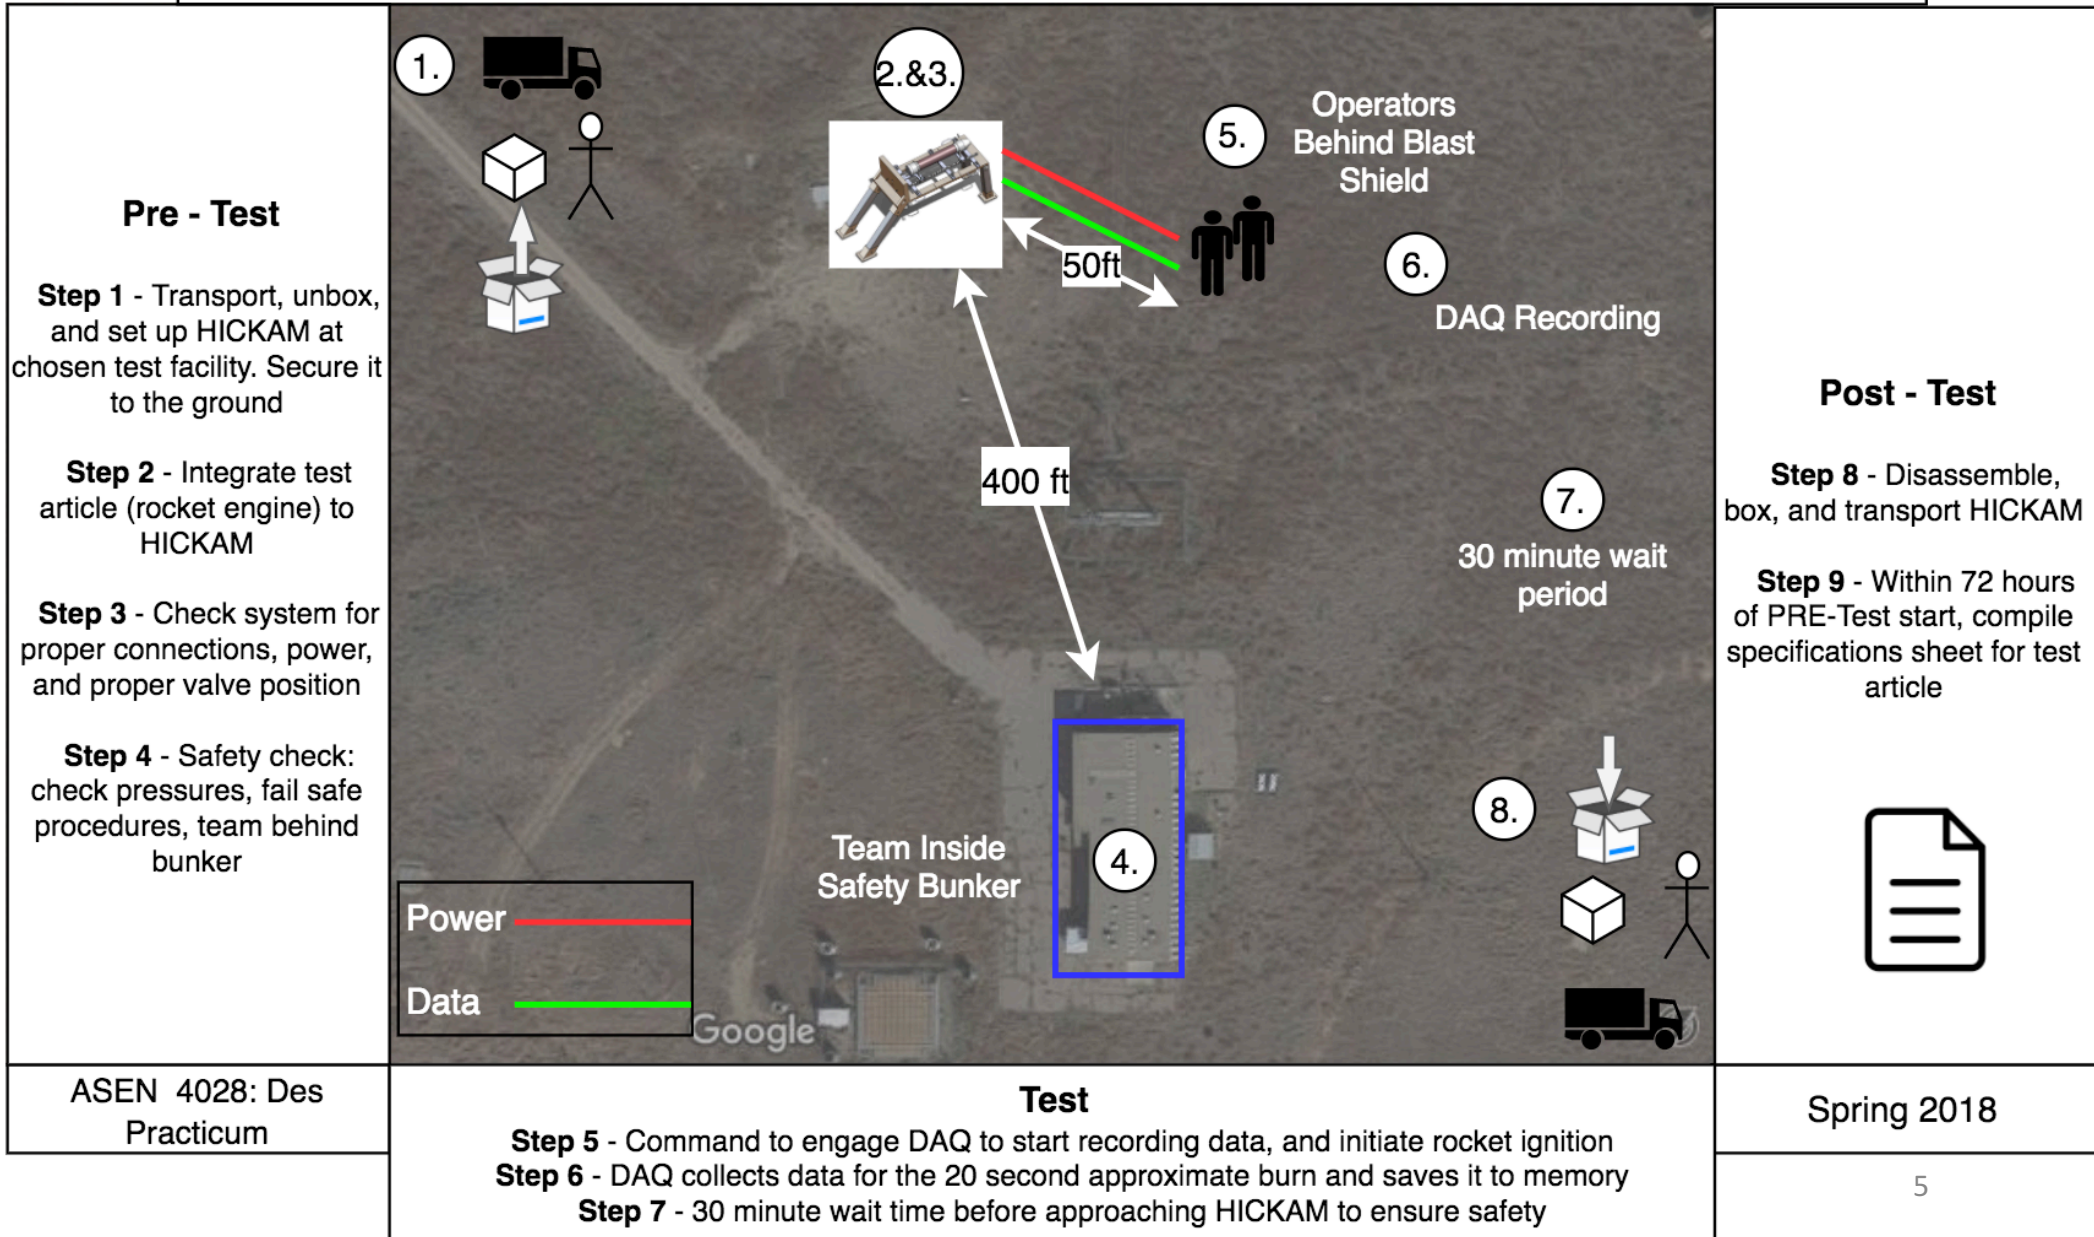 Pre - Test
Step 1 - Transport, unbox,
and set up HICKAM at
chosen test facility. Secure it
to the ground
Step 2 - Integrate test
article (rocket engine) to
HICKAM
Step 3 - Check system for
proper connections, power,
and proper valve position
Step 4 - Safety check:
check pressures, fail safe
procedures, team behind
bunker
1.
2.&3.
5.
Operators
Behind Blast
Shield
50ft
6.
DAQ Recording
400 ft
7.
30 minute wait
period
8.
Team Inside
Safety Bunker
4.
Power
Data
Google
Post - Test
Step 8 - Disassemble,
box, and transport HICKAM
Step 9 - Within 72 hours
of PRE-Test start, compile
specifications sheet for test
article
ASEN 4028: Des
Practicum
Test
Step 5 - Command to engage DAQ to start recording data, and initiate rocket ignition
Step 6 - DAQ collects data for the 20 second approximate burn and saves it to memory
Step 7 - 30 minute wait time before approaching HICKAM to ensure safety
Spring 2018
5